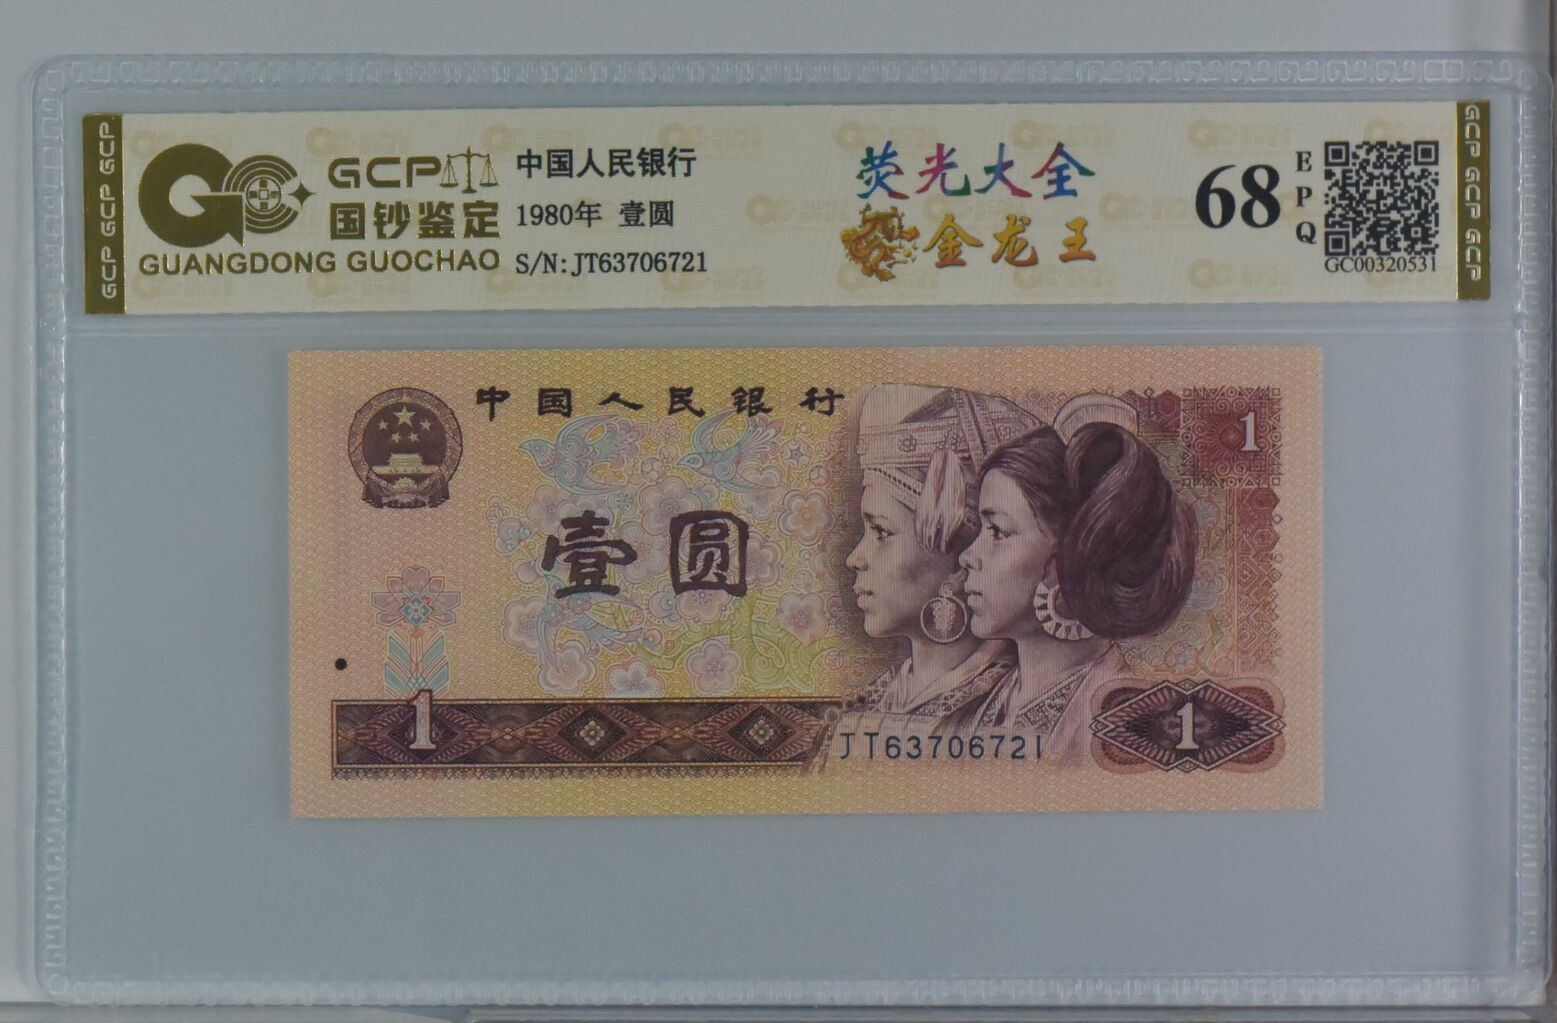 GCP GCP GCP
GCP
国钞鉴定
GUANGDONG GUOCHAO
中国人民银行
1980年 壹圆
S/N:JT63706721
荧光大全
金龙王
68
EPQ
GC00320531
GCP GCP GCP
中国人民银行
1
壹圆
1
JT63706721
1